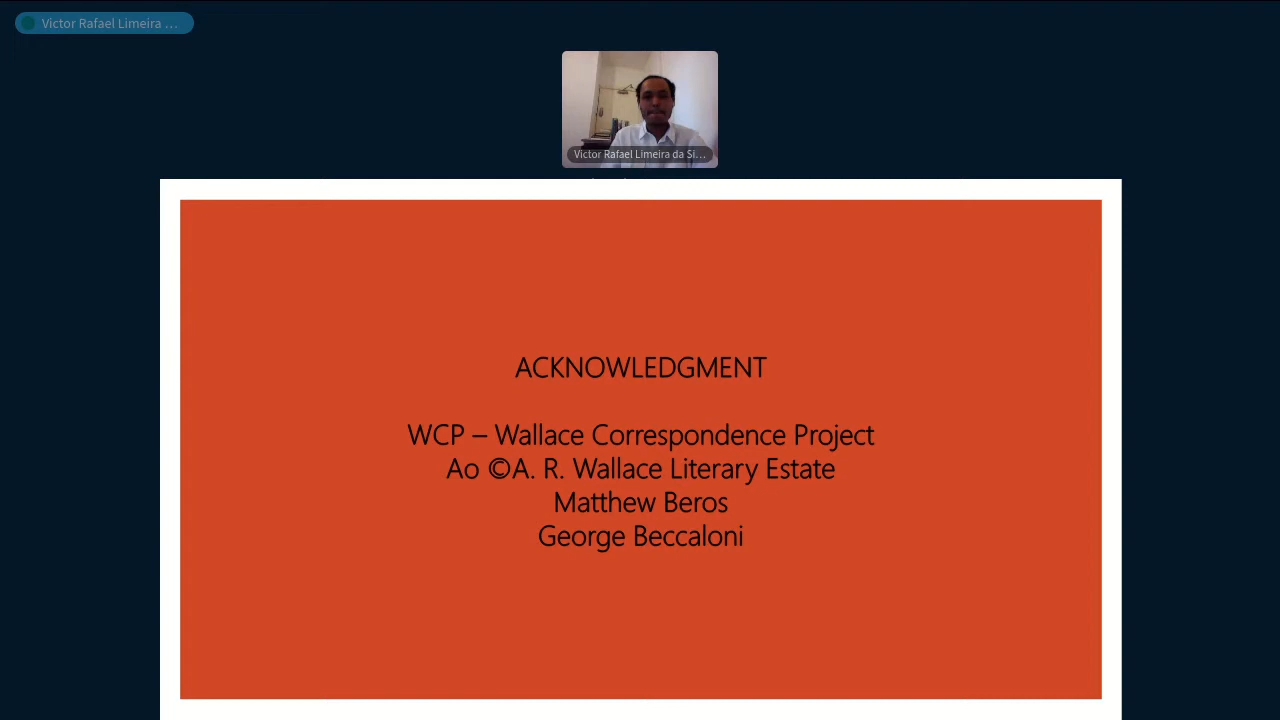 Victor Rafael Limeira ...
Victor Rafael Limeira da Si...
ACKNOWLEDGMENT
WCP – Wallace Correspondence Project
Ao ©A. R. Wallace Literary Estate
Matthew Beros
George Beccaloni